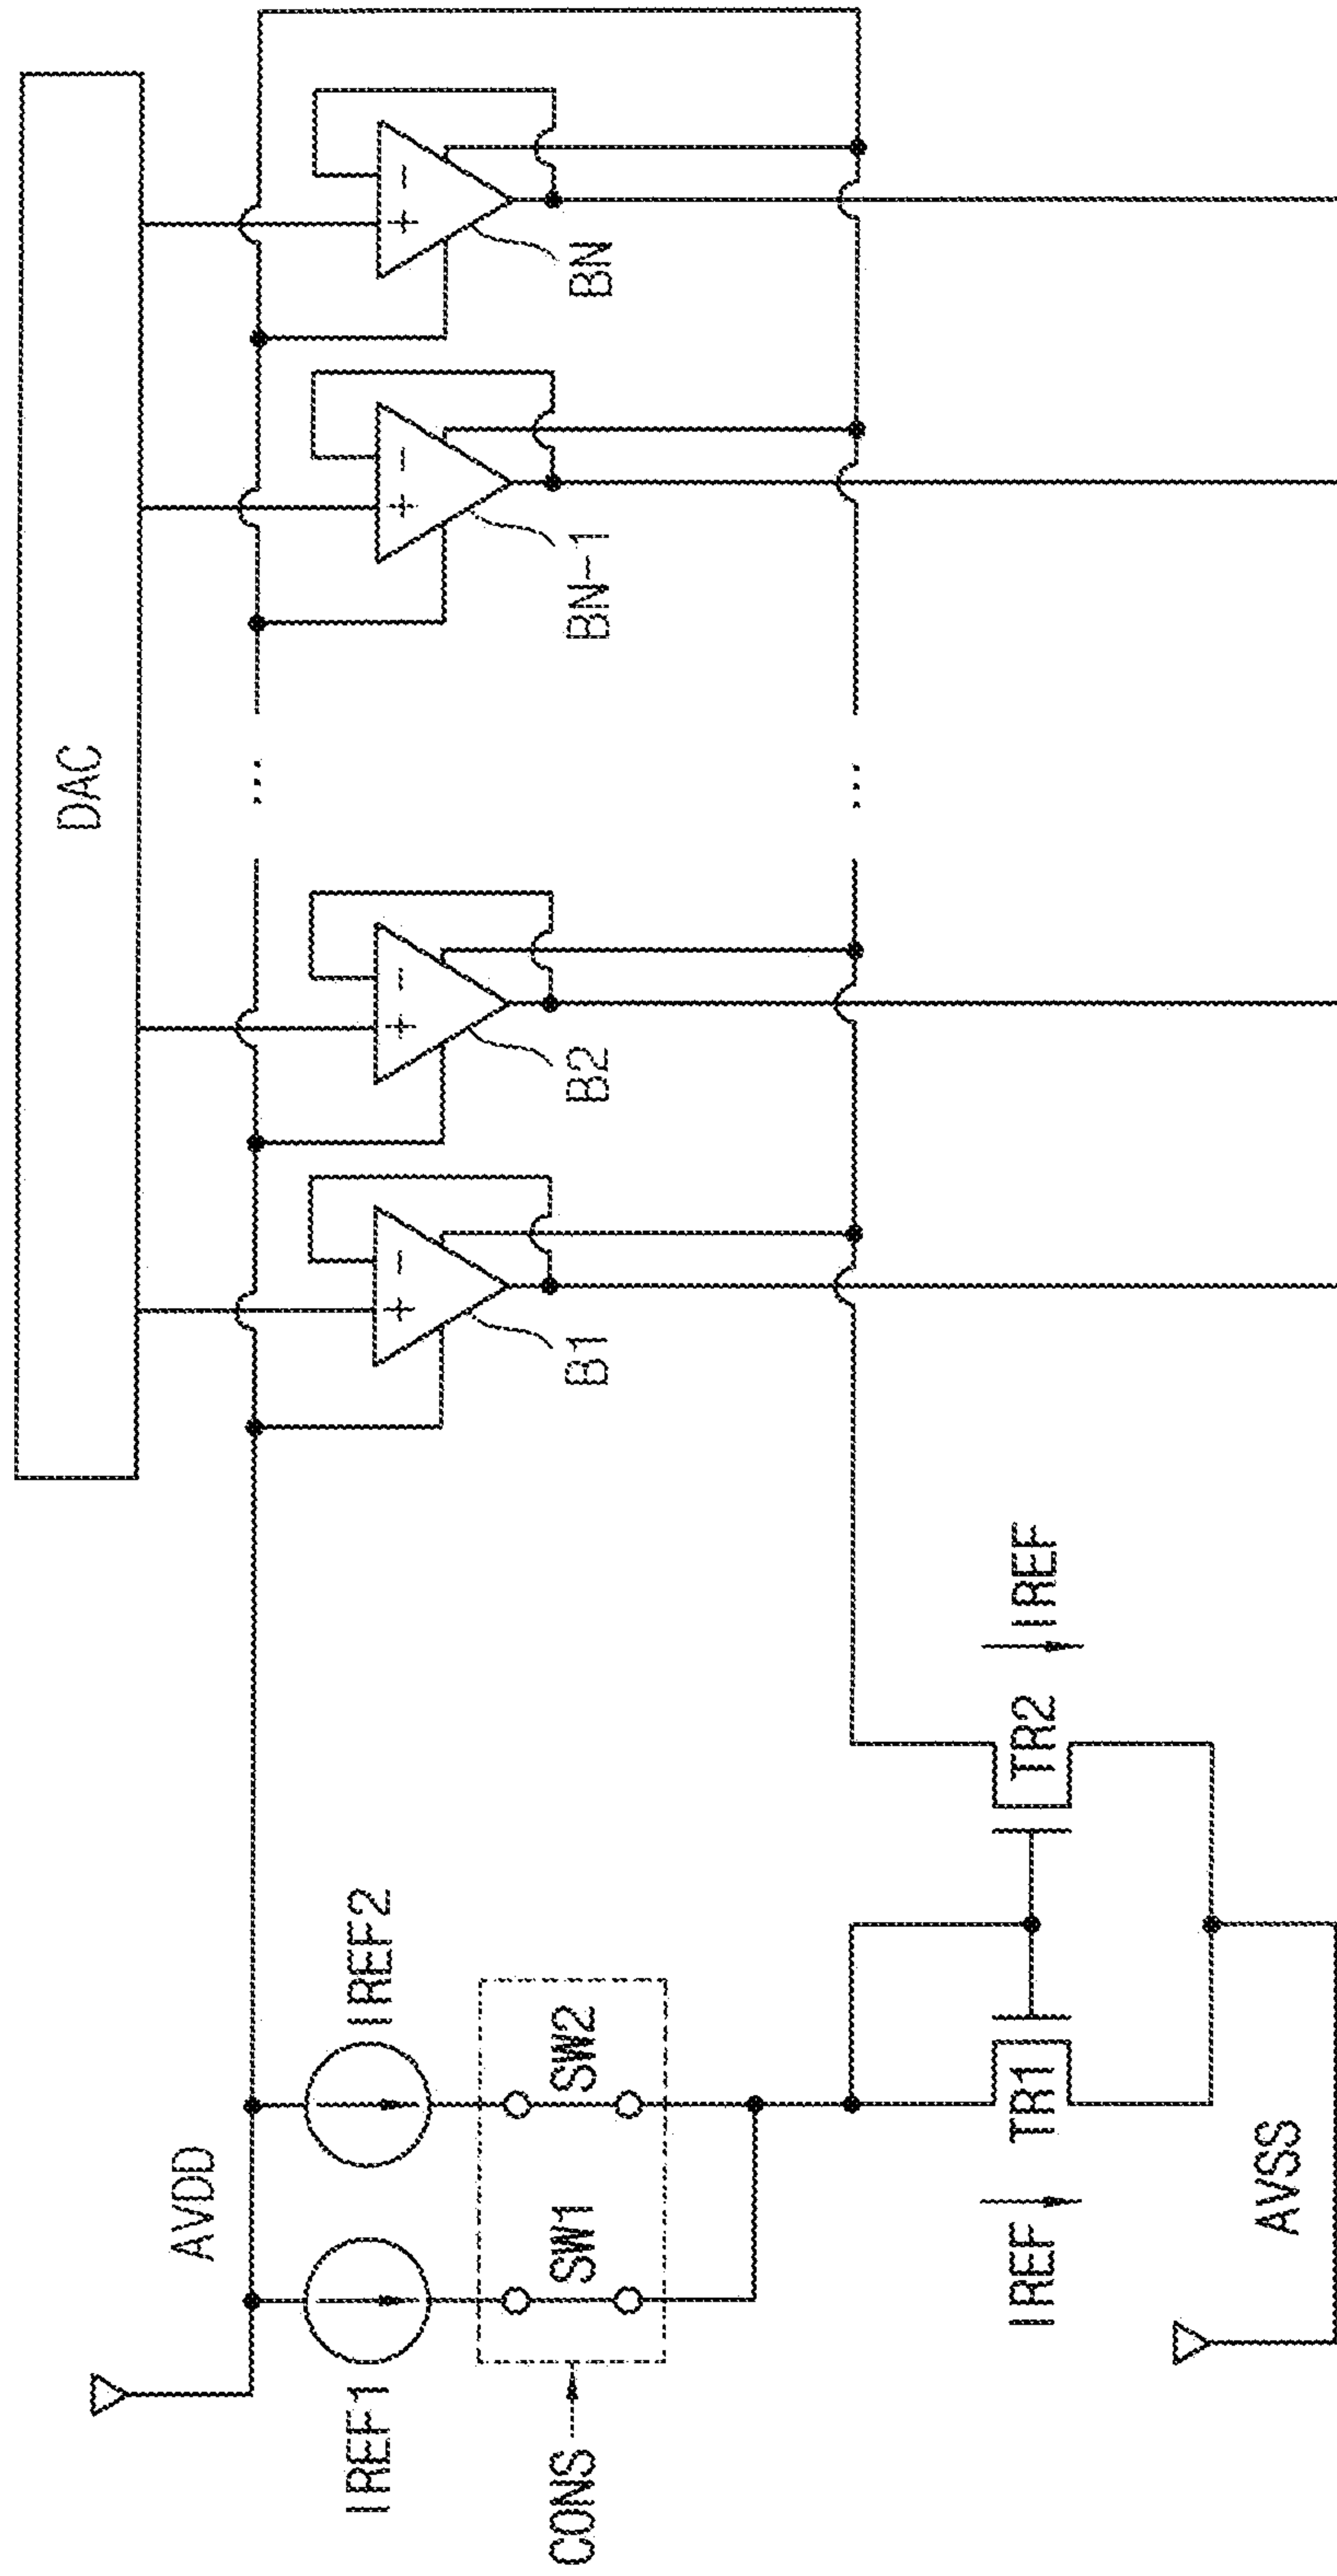 DAC
AVDD
IREF1
IREF2
+ −
+ −
...
+ −
+ −
B1
B2
BN-1
BN
CONS
SW1
SW2
...
IREF
TR1
TR2
IREF
AVSS